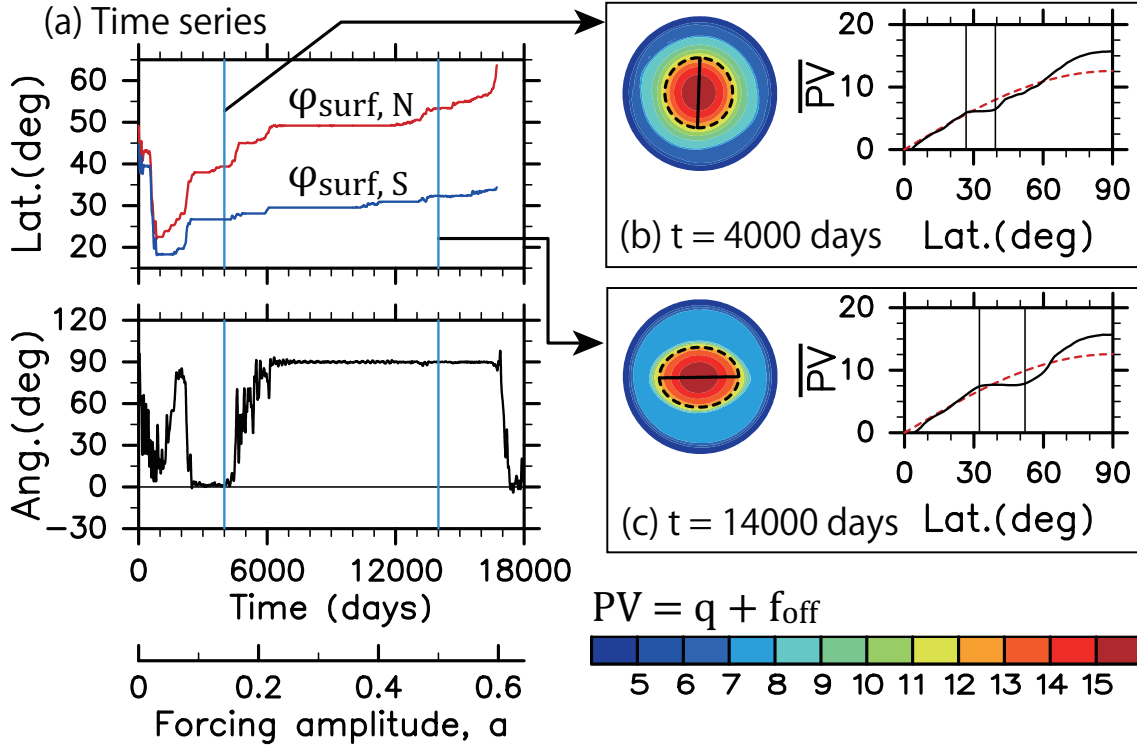 (a) Time series
60
50
40
30
20
Lat.(deg)
φsurf, N
φsurf, S
120
90
60
30
0
−30
Ang.(deg)
0 6000 12000 18000
Time (days)
0 0.2 0.4 0.6
Forcing amplitude, a
20
10
0
PV
0 30 60 90
(b) t = 4000 days
Lat.(deg)
20
10
0
PV
0 30 60 90
(c) t = 14000 days
Lat.(deg)
PV = q + foff
5 6 7 8 9 10 11 12 13 14 15